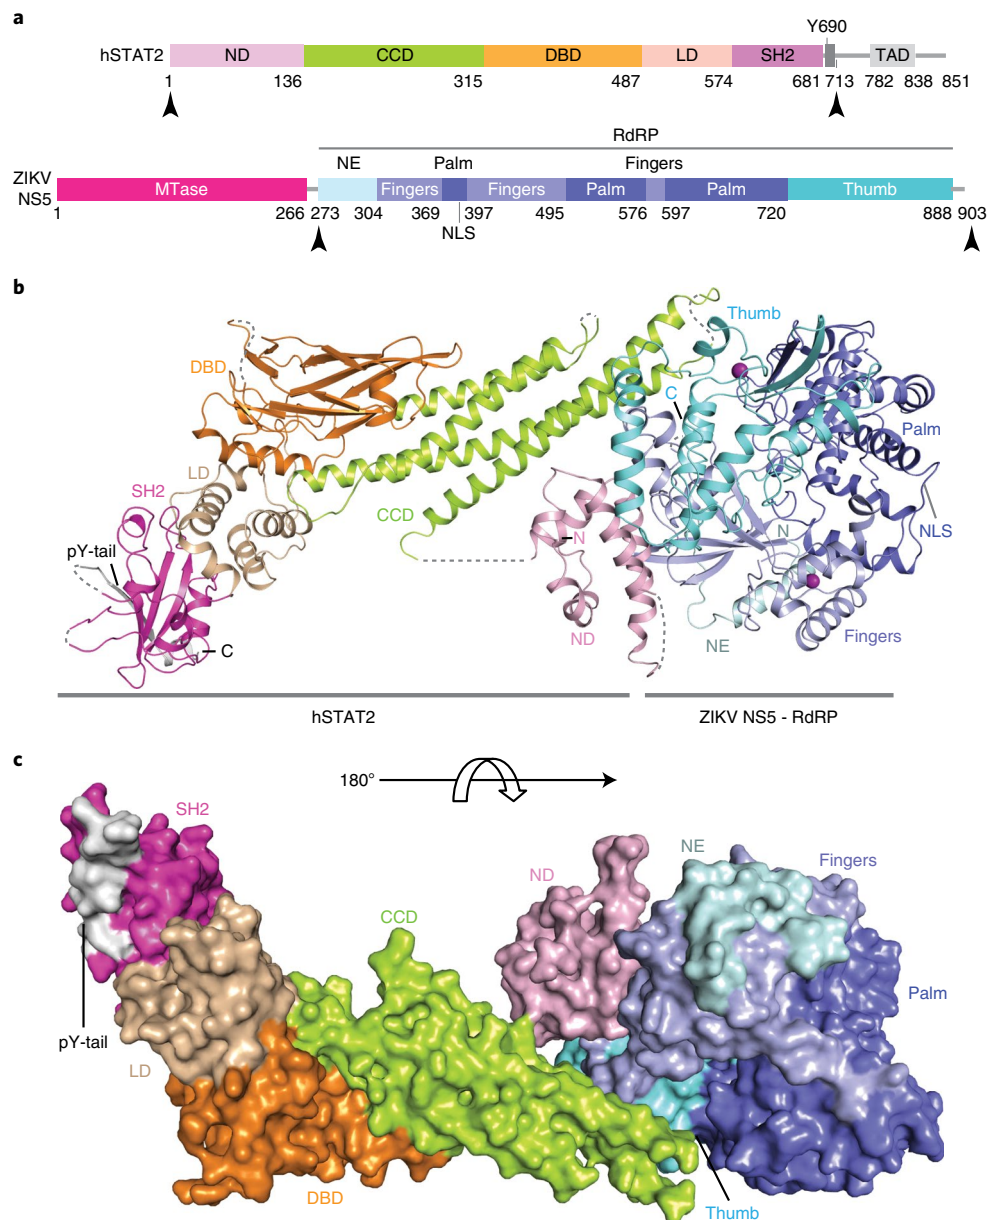 a
Y690
hSTAT2 ND CCD DBD LD SH2 TAD
1 136 315 487 574 681 713 782 838 851
RdRP
NE Palm Fingers
ZIKV NS5 MTase Fingers Fingers Palm Palm Thumb
1 266 273 304 369 397 495 576 597 720 888 903
NLS
b
Thumb
DBD
C
Palm
LD
SH2
CCD
N
N
NLS
pY-tail
ND
NE
Fingers
C
hSTAT2 ZIKV NS5 - RdRP
c
180°
SH2
NE
Fingers
ND
CCD
Palm
pY-tail
LD
DBD
Thumb